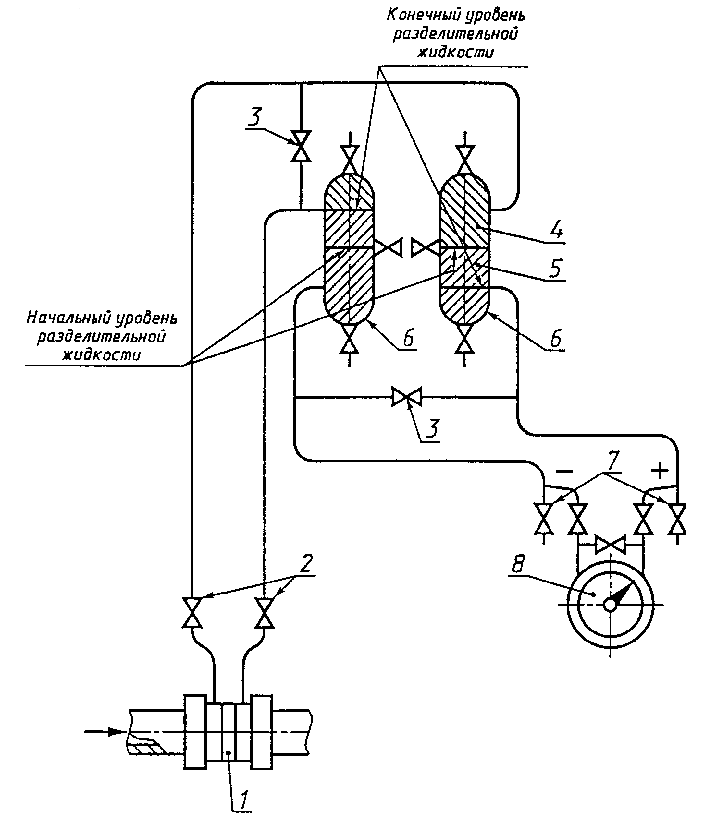 Конечный уровень
разделительной
жидкости
3
4
5
Начальный уровень
разделительной
жидкости
6
6
3
− 7 +
2
8
1